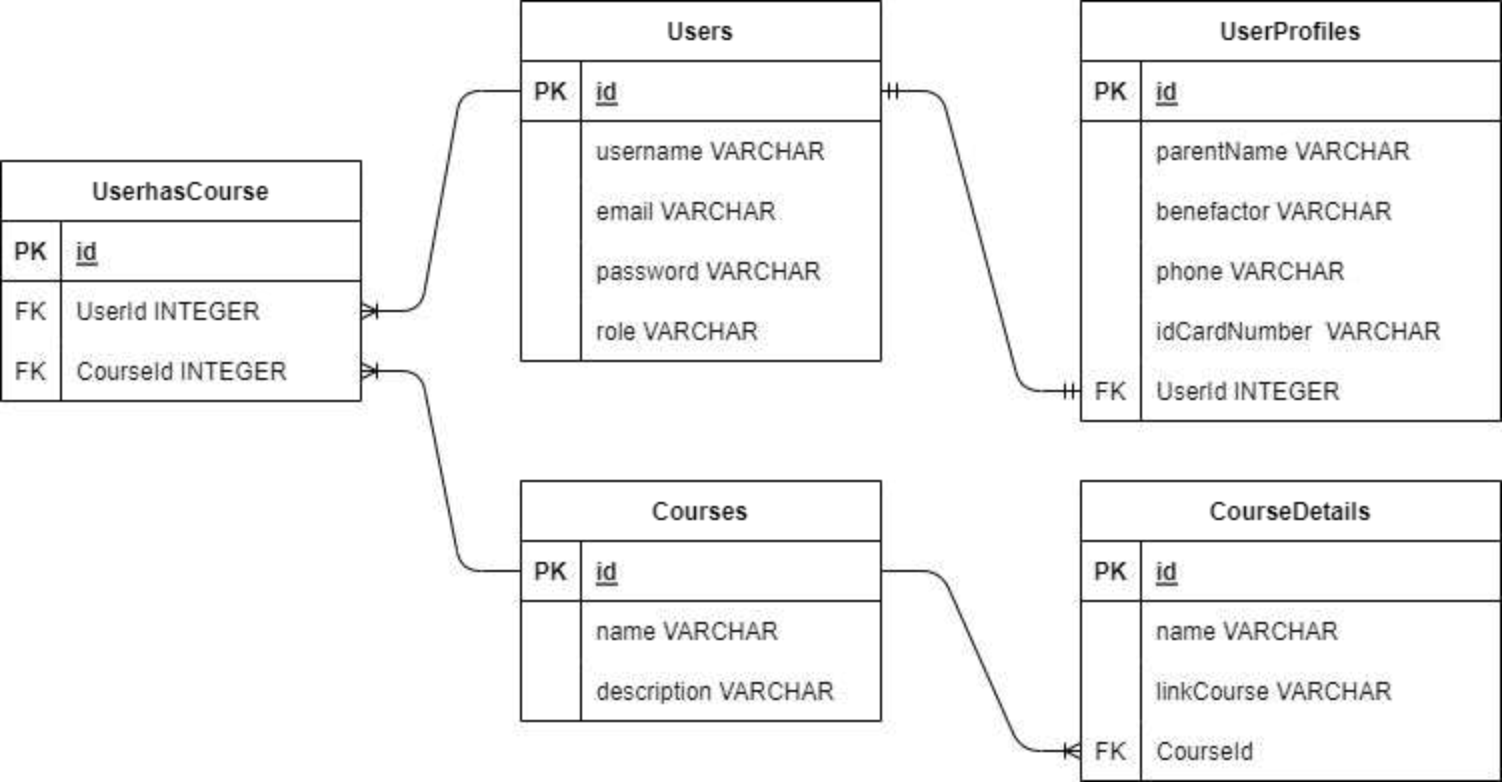 Users
PK id
username VARCHAR
email VARCHAR
password VARCHAR
role VARCHAR
UserProfiles
PK id
parentName VARCHAR
benefactor VARCHAR
phone VARCHAR
idCardNumber VARCHAR
FK UserId INTEGER
UserhasCourse
PK id
FK UserId INTEGER
FK CourseId INTEGER
Courses
PK id
name VARCHAR
description VARCHAR
CourseDetails
PK id
name VARCHAR
linkCourse VARCHAR
FK CourseId